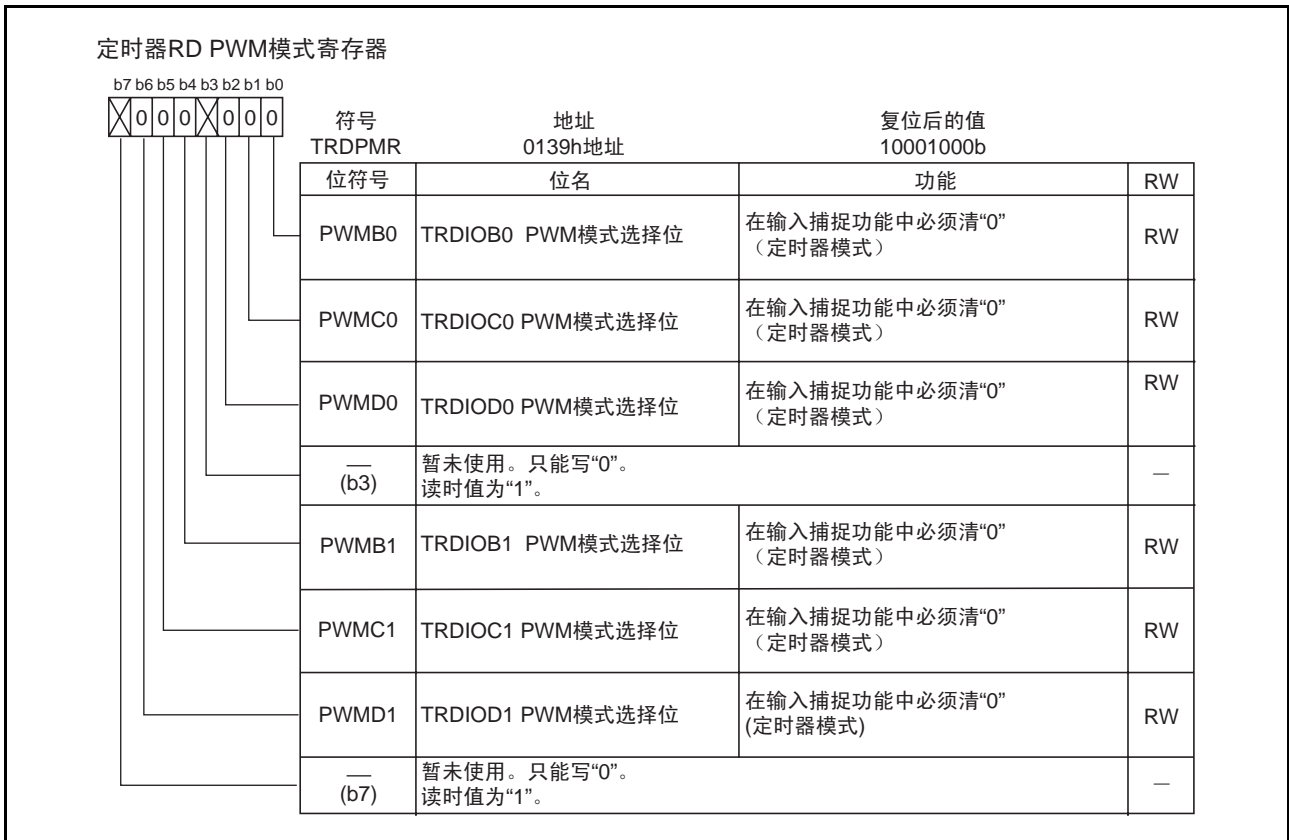 定时器RD PWM模式寄存器
b7 b6 b5 b4 b3 b2 b1 b0
0 0 0 0 0 0
符号 地址 复位后的值
TRDPMR 0139h地址 10001000b
位符号 位名 功能 RW
PWMB0 TRDIOB0 PWM模式选择位 在输入捕捉功能中必须清“0”
（定时器模式） RW
PWMC0 TRDIOC0 PWM模式选择位 在输入捕捉功能中必须清“0”
（定时器模式） RW
PWMD0 TRDIOD0 PWM模式选择位 在输入捕捉功能中必须清“0”
（定时器模式） RW
— 暂未使用。只能写“0”。
(b3) 读时值为“1”。 —
PWMB1 TRDIOB1 PWM模式选择位 在输入捕捉功能中必须清“0”
（定时器模式） RW
PWMC1 TRDIOC1 PWM模式选择位 在输入捕捉功能中必须清“0”
（定时器模式） RW
PWMD1 TRDIOD1 PWM模式选择位 在输入捕捉功能中必须清“0”
(定时器模式) RW
— 暂未使用。只能写“0”。
(b7) 读时值为“1”。 —